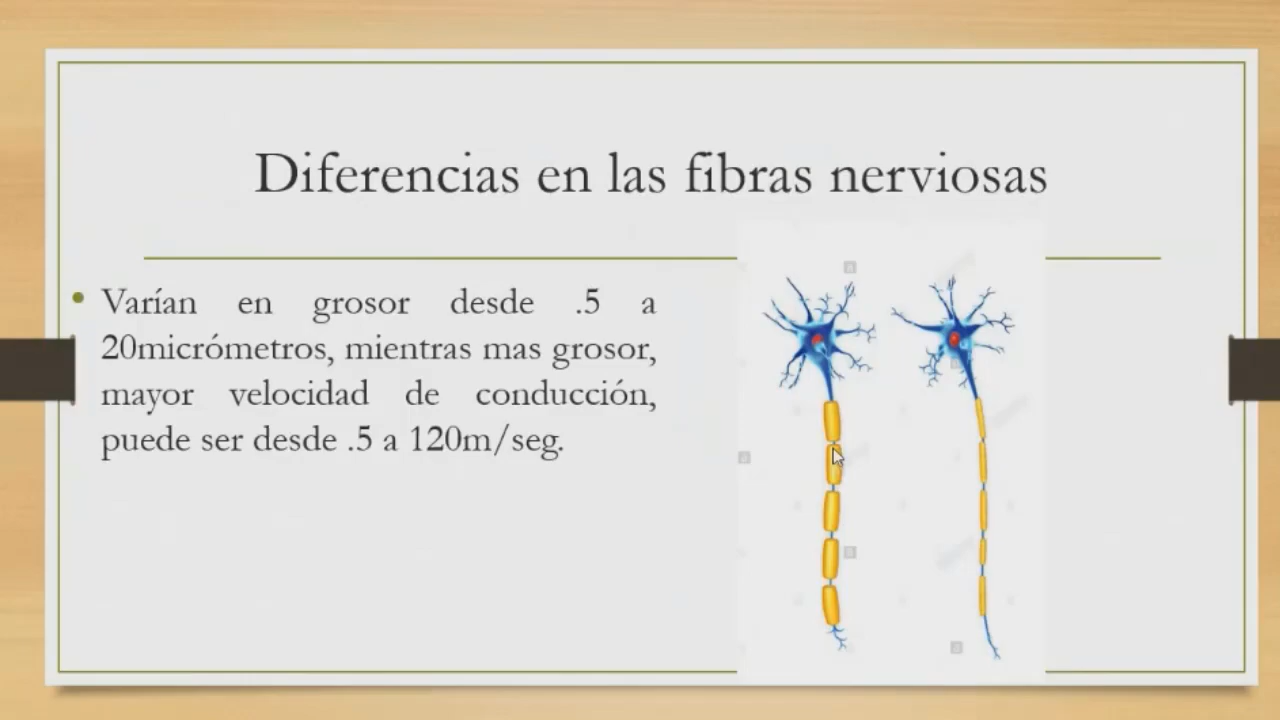 Diferencias en las fibras nerviosas
Varían en grosor desde .5 a
20micrómetros, mientras mas grosor,
mayor velocidad de conducción,
puede ser desde .5 a 120m/seg.